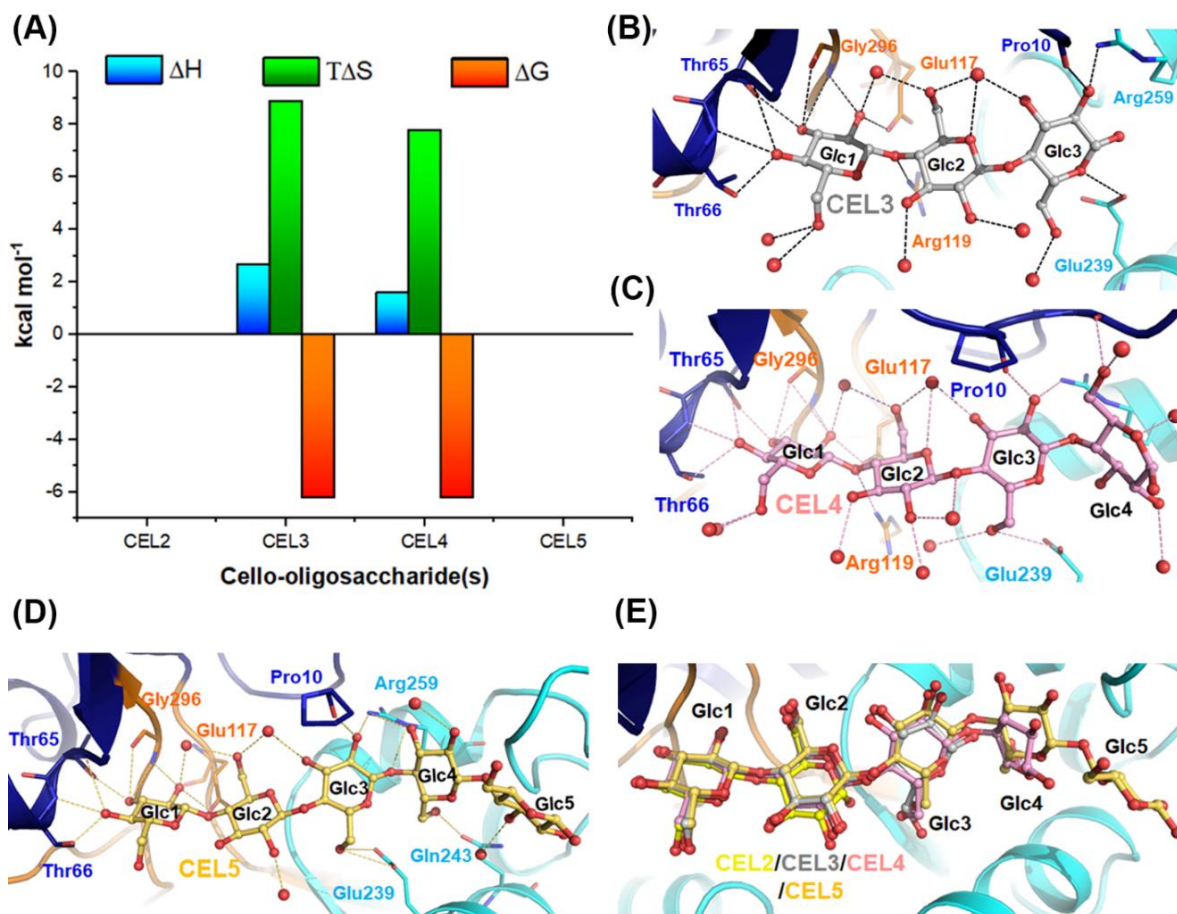 (A)
ΔH
TΔS
ΔG
kcal mol-1
10
8
6
4
2
0
-2
-4
-6
CEL2
CEL3
CEL4
CEL5
Cello-oligosaccharide(s)
(B)
Thr65
Gly296
Glu117
Pro10
Arg259
Glc1
Glc2
Glc3
Thr66
CEL3
Arg119
Glu239
(C)
Thr65
Gly296
Glu117
Pro10
Glc1
Glc2
Glc3
Glc4
Thr66
CEL4
Arg119
Glu239
(D)
Pro10
Arg259
Gly296
Thr65
Glu117
Glc4
Glc3
Glc1
Glc2
Glc5
Thr66
CEL5
Gln243
Glu239
(E)
Glc1
Glc2
Glc5
Glc4
Glc3
CEL2/CEL3/CEL4
/CEL5